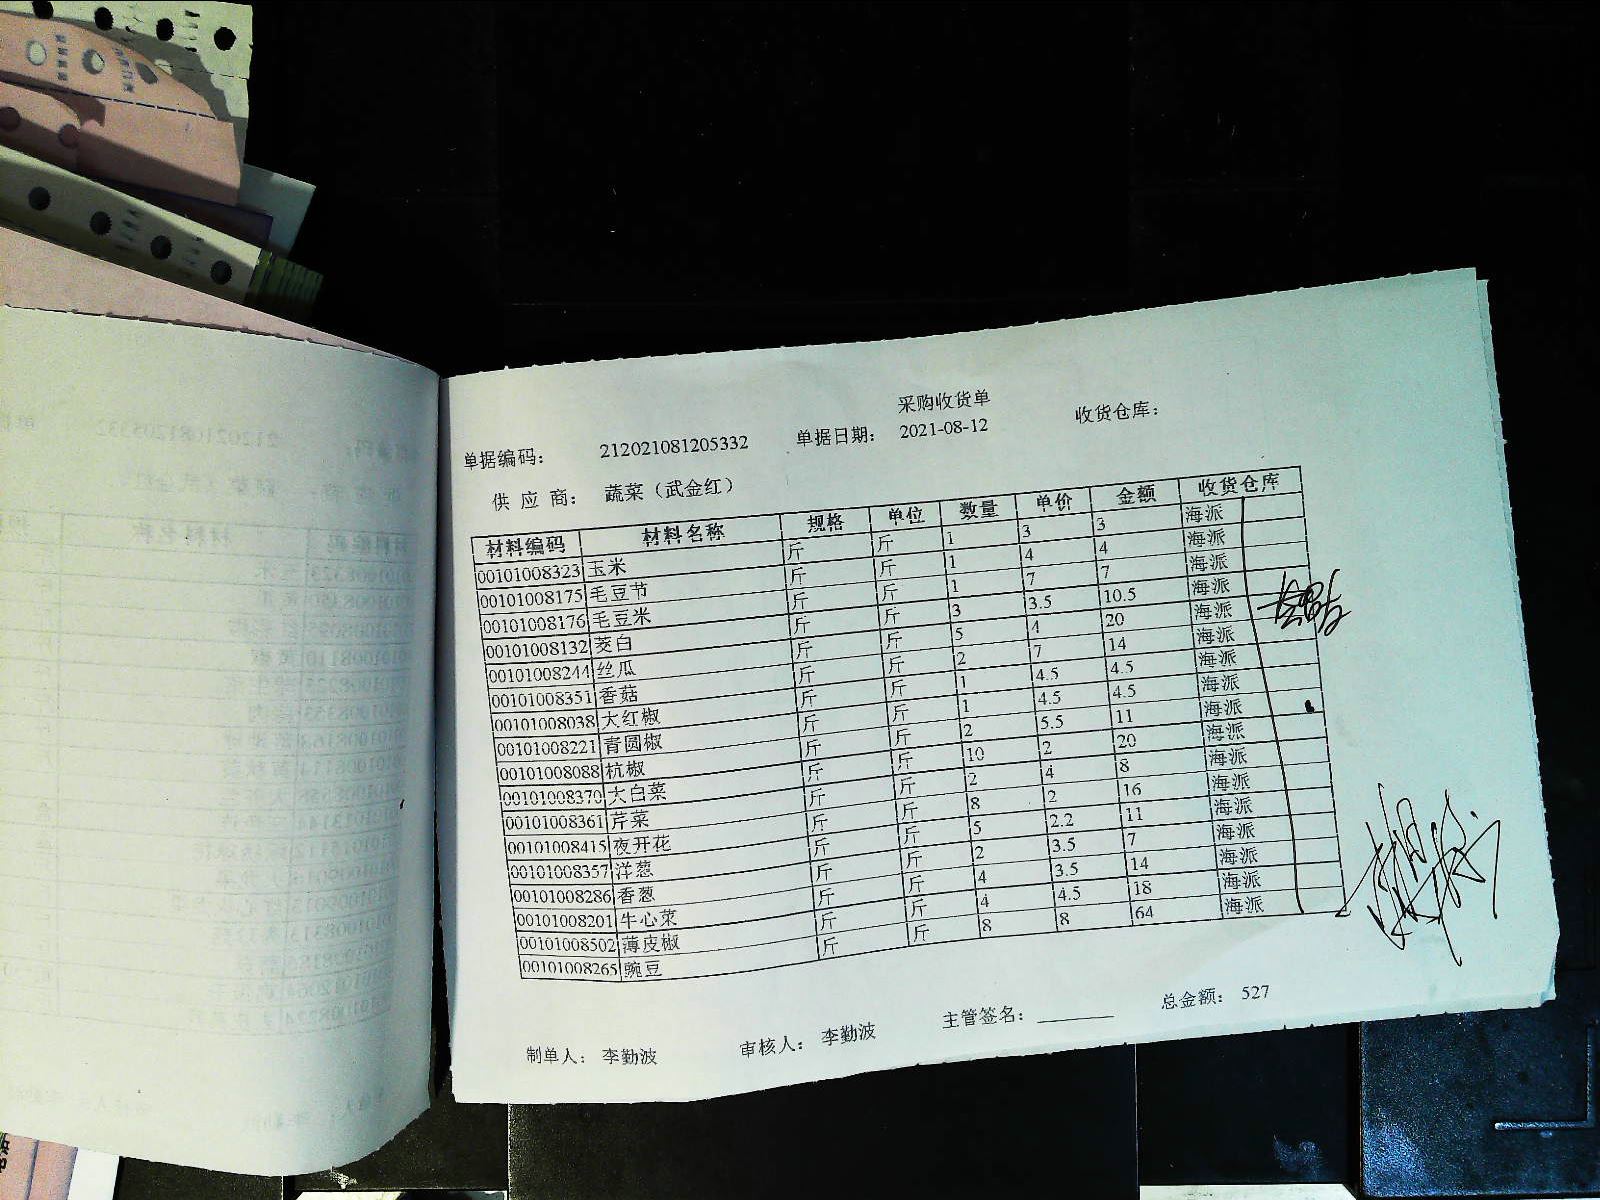 采购收货单
单据编码： 212021081205332 单据日期： 2021-08-12 收货仓库：
供 应 商： 蔬菜（武金红）
材料编码 材料名称 规格 单位 数量 单价 金额 收货仓库
00101008323 玉米 斤 斤 1 3 3 海派
00101008175 毛豆节 斤 斤 1 4 4 海派
00101008176 毛豆米 斤 斤 1 7 7 海派
00101008132 茭白 斤 斤 3 3.5 10.5 海派
00101008244 丝瓜 斤 斤 5 4 20 海派
00101008351 香菇 斤 斤 2 7 14 海派
00101008038 大红椒 斤 斤 1 4.5 4.5 海派
00101008221 青圆椒 斤 斤 1 4.5 4.5 海派
00101008088 杭椒 斤 斤 2 5.5 11 海派
00101008370 大白菜 斤 斤 10 2 20 海派
00101008361 芹菜 斤 斤 2 4 8 海派
00101008415 夜开花 斤 斤 8 2 16 海派
00101008357 洋葱 斤 斤 5 2.2 11 海派
00101008286 香葱 斤 斤 2 3.5 7 海派
00101008201 牛心菜 斤 斤 4 3.5 14 海派
00101008502 薄皮椒 斤 斤 4 4.5 18 海派
00101008265 豌豆 斤 斤 8 8 64 海派
制单人： 李勤波 审核人： 李勤波 主管签名： 总金额： 527